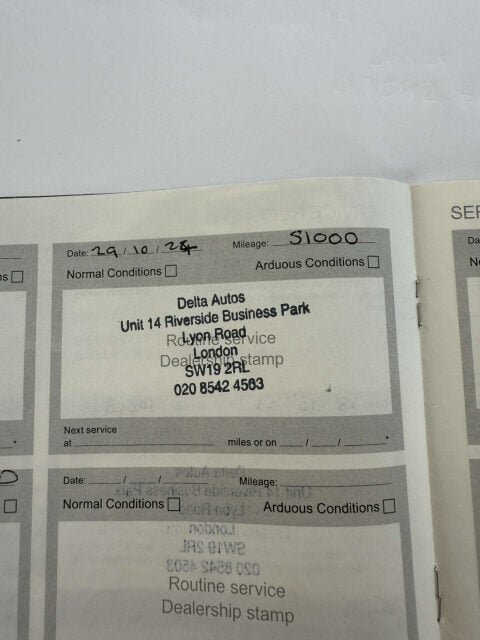 SER
Date: 29/10/24 Mileage: 51000
Normal Conditions Arduous Conditions
Delta Autos
Unit 14 Riverside Business Park
Lyon Road
Routine service
London
Dealership stamp
SW19 2RL
020 8542 4563
Next service
at miles or on / / *
Date: / / Mileage:
Normal Conditions Arduous Conditions
Routine service
Dealership stamp